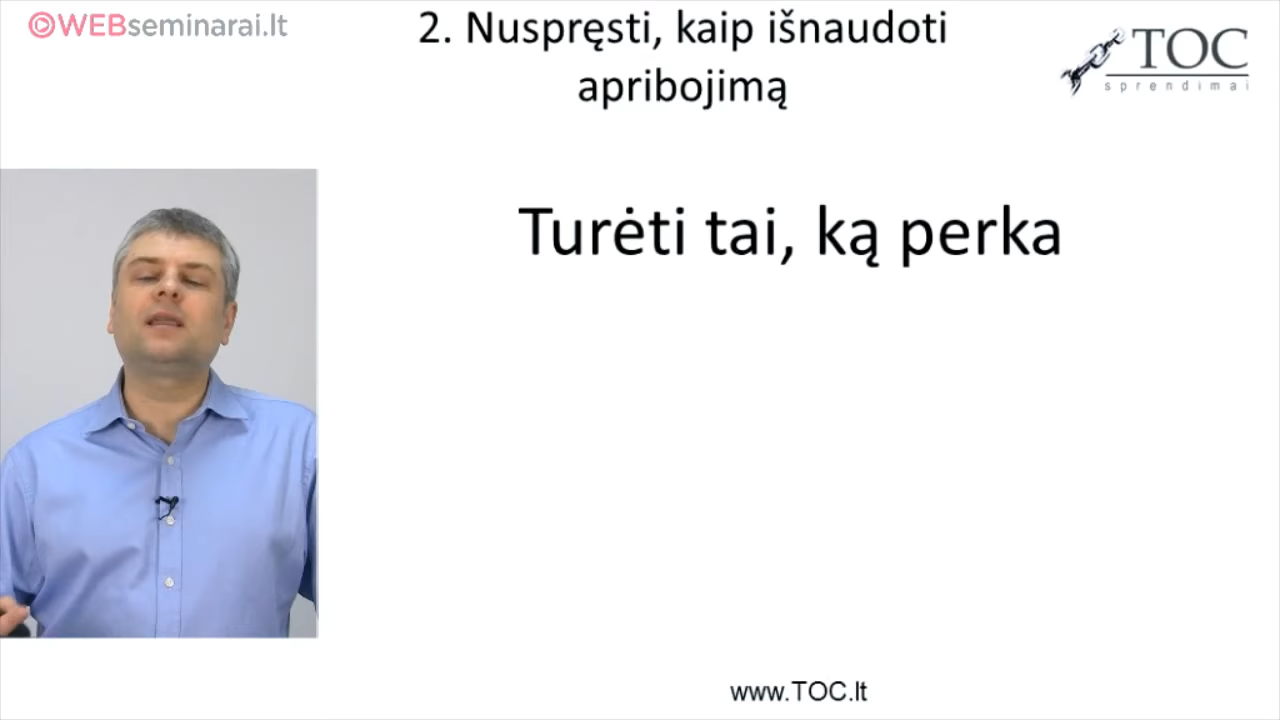 ©WEBseminarai.lt
2. Nuspręsti, kaip išnaudoti
apribojimą
TOC
sprendimai
Turėti tai, ką perka
www.TOC.lt